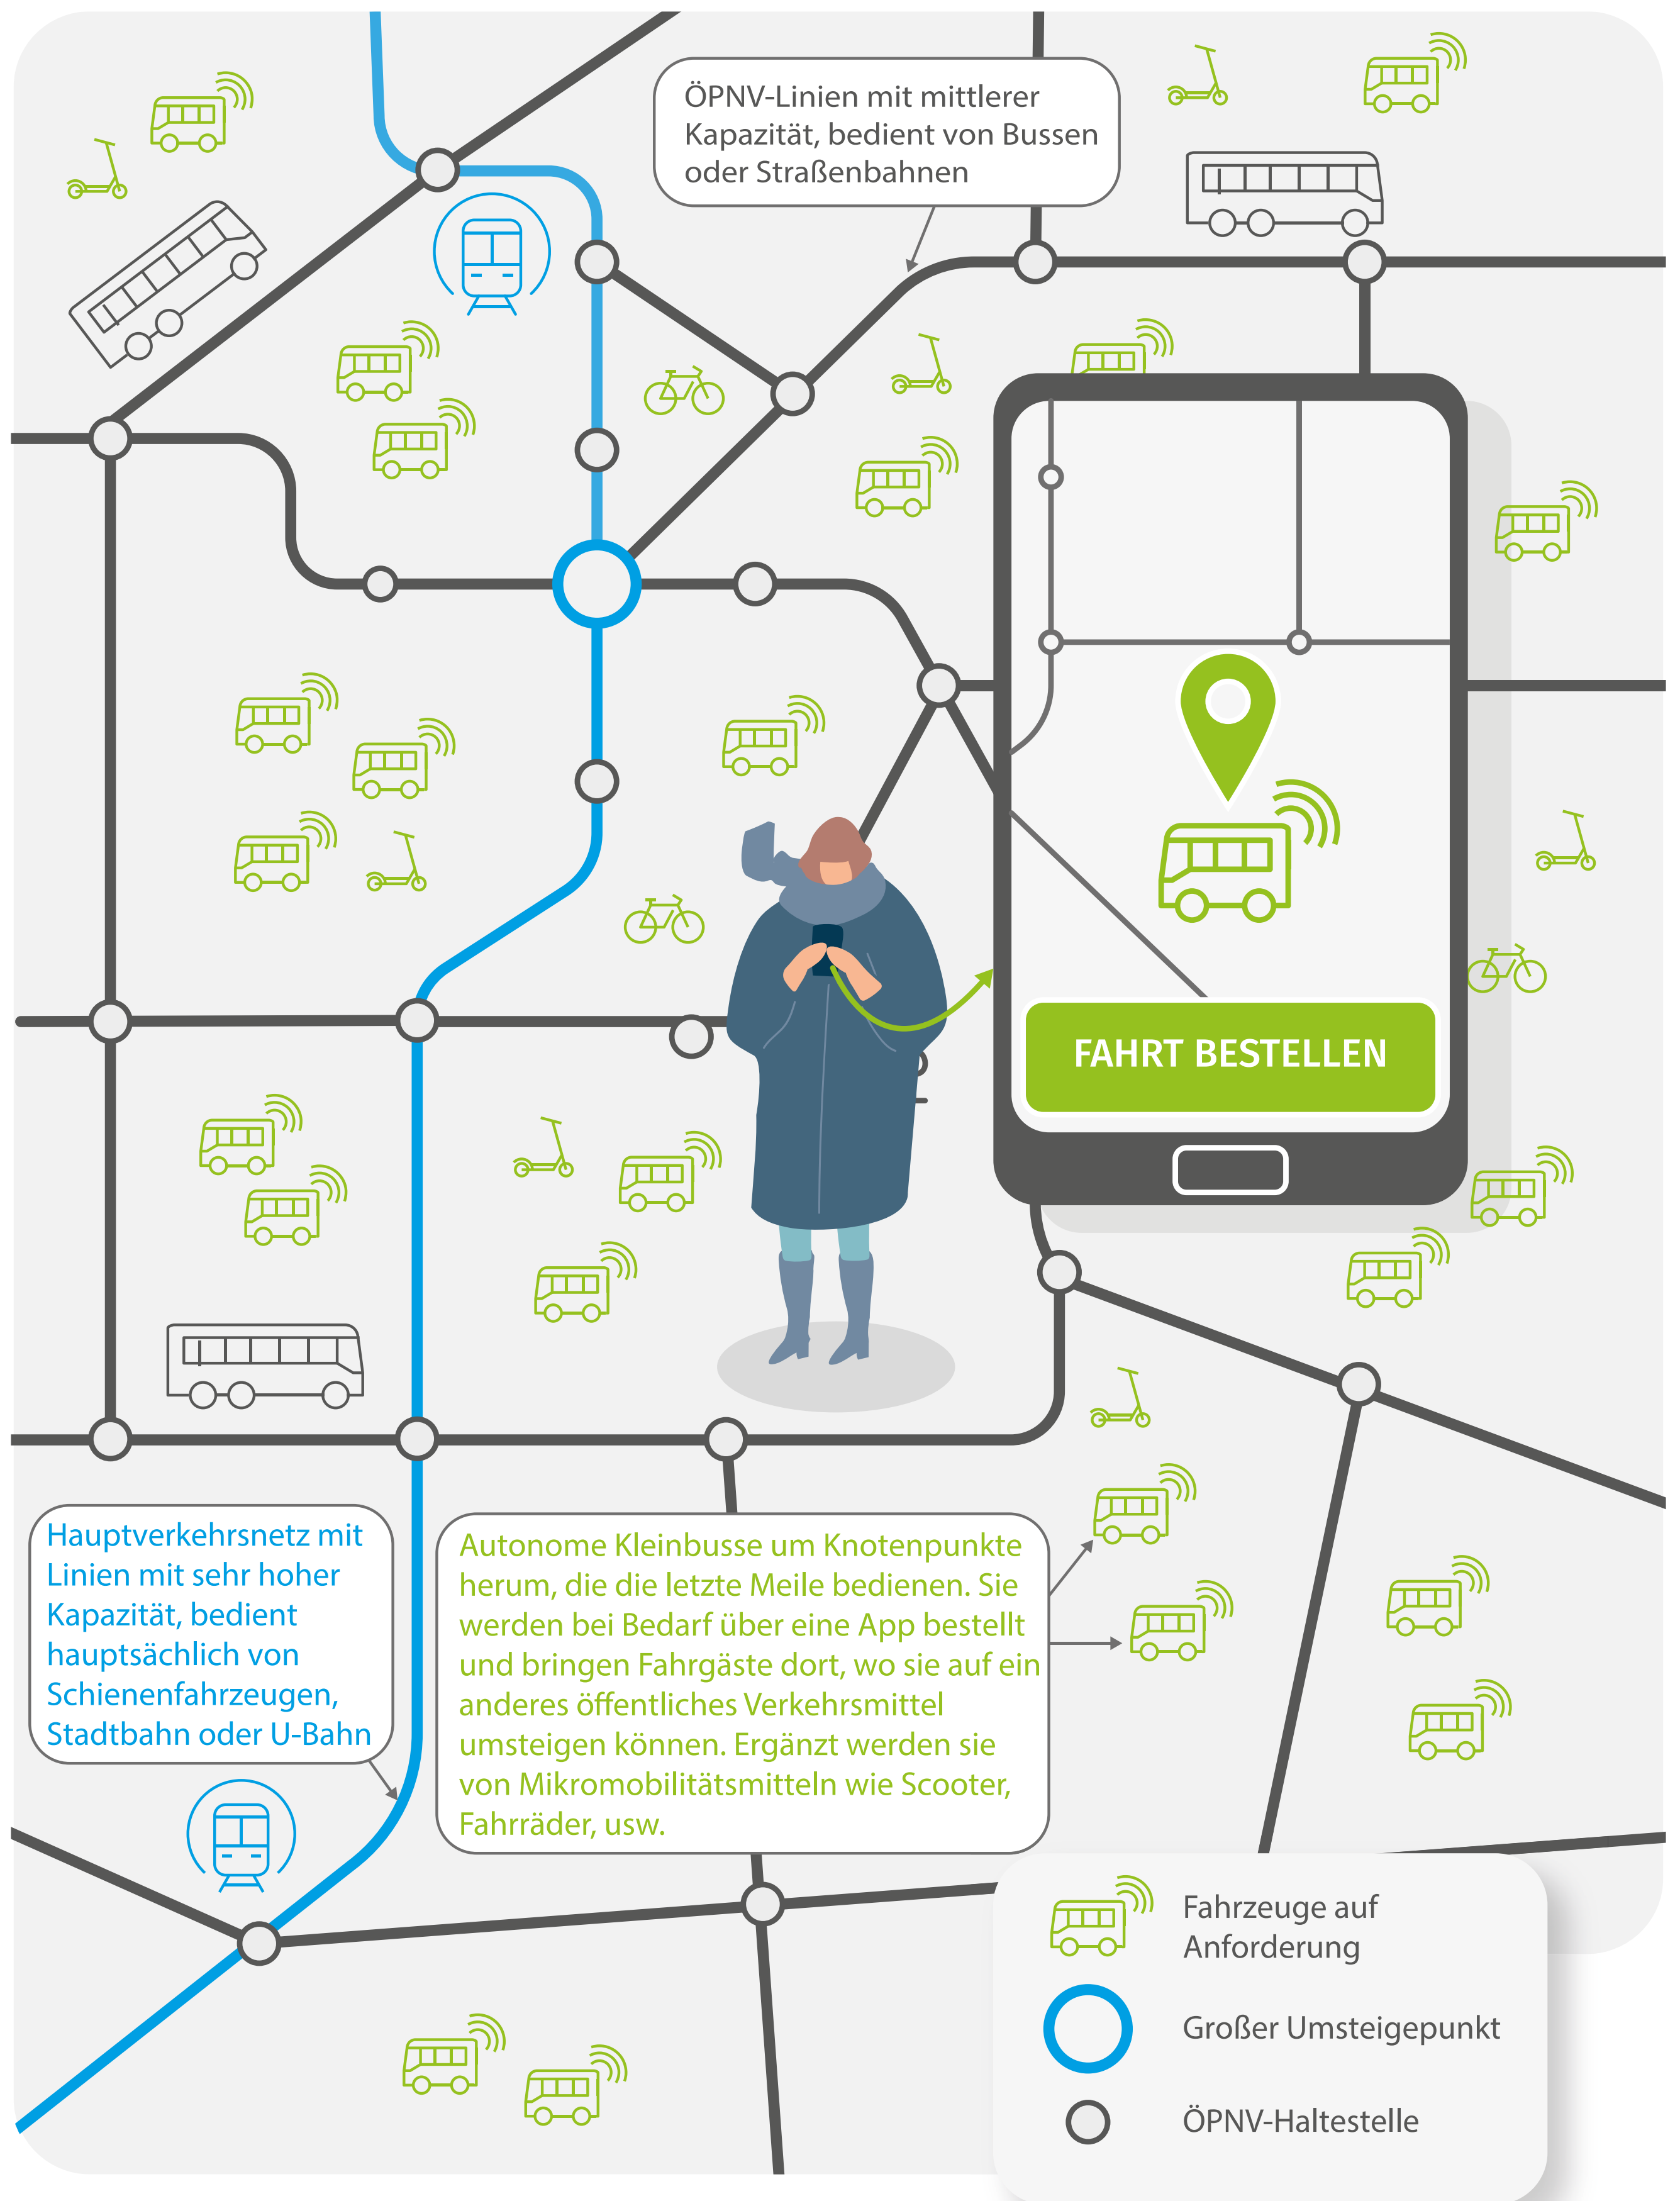 ÖPNV-Linien mit mittlerer
Kapazität, bedient von Bussen
oder Straßenbahnen
FAHRT BESTELLEN
Hauptverkehrsnetz mit
Linien mit sehr hoher
Kapazität, bedient
hauptsächlich von
Schienenfahrzeugen,
Stadtbahn oder U-Bahn
Autonome Kleinbusse um Knotenpunkte
herum, die die letzte Meile bedienen. Sie
werden bei Bedarf über eine App bestellt
und bringen Fahrgäste dort, wo sie auf ein
anderes öffentliches Verkehrsmittel
umsteigen können. Ergänzt werden sie
von Mikromobilitätsmitteln wie Scooter,
Fahrräder, usw.
Fahrzeuge auf
Anforderung
Großer Umsteigepunkt
ÖPNV-Haltestelle